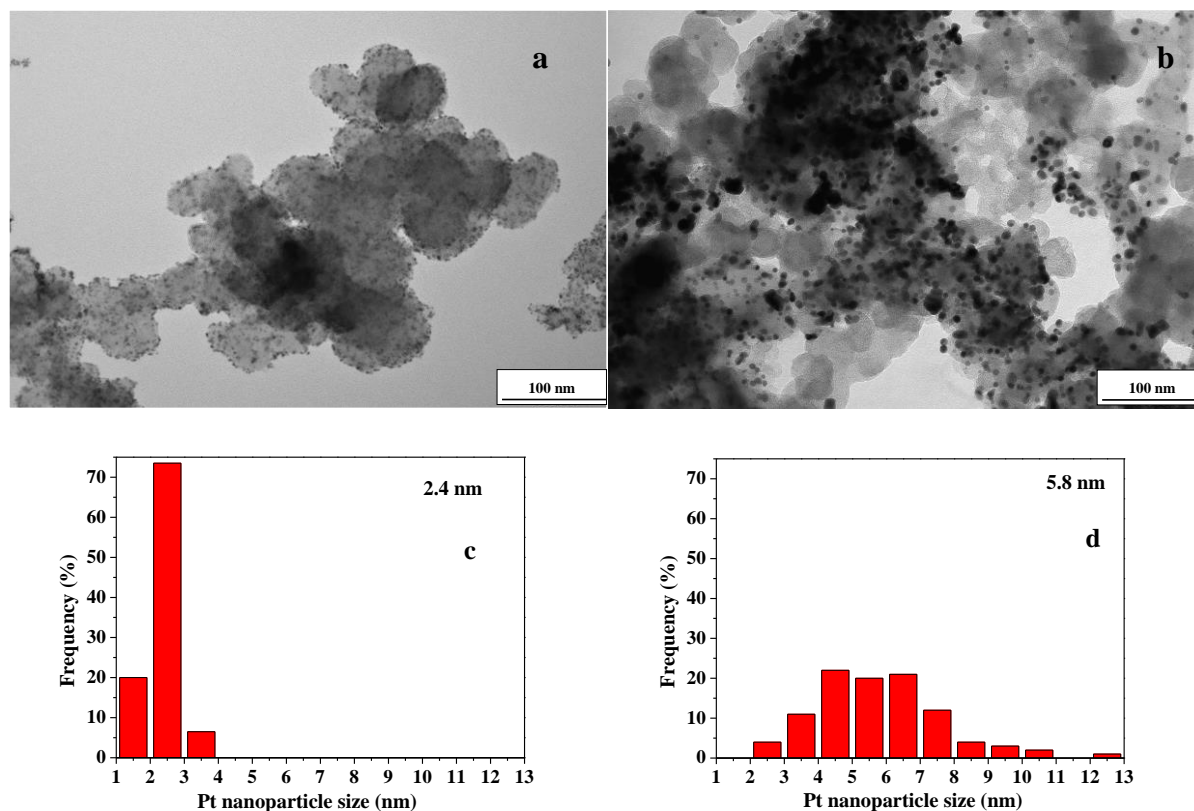 a
b
100 nm
100 nm
2.4 nm
c
Frequency (%)
70
60
50
40
30
20
10
0
1 2 3 4 5 6 7 8 9 10 11 12 13
Pt nanoparticle size (nm)
5.8 nm
d
Frequency (%)
70
60
50
40
30
20
10
0
1 2 3 4 5 6 7 8 9 10 11 12 13
Pt nanoparticle size (nm)